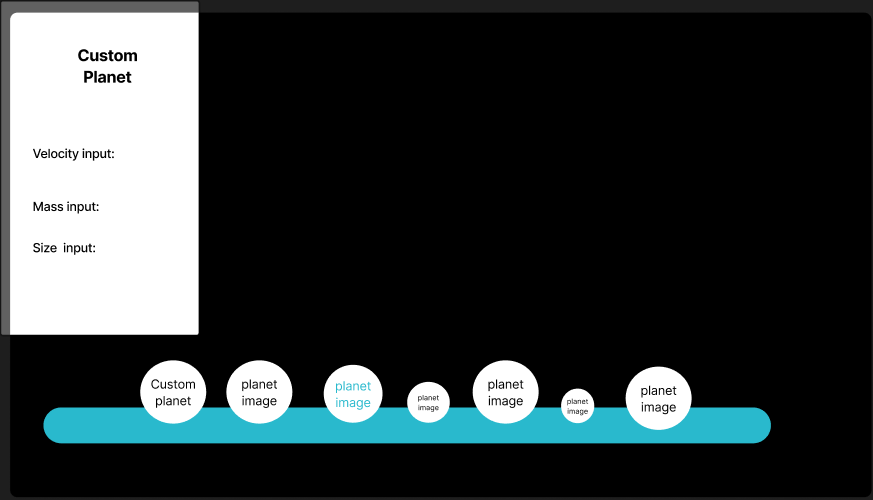 Custom
Planet
Velocity input:
Mass input:
Size  input:
Custom
planet
planet
image
planet
image
planet
image
planet
image
planet
image
planet
image